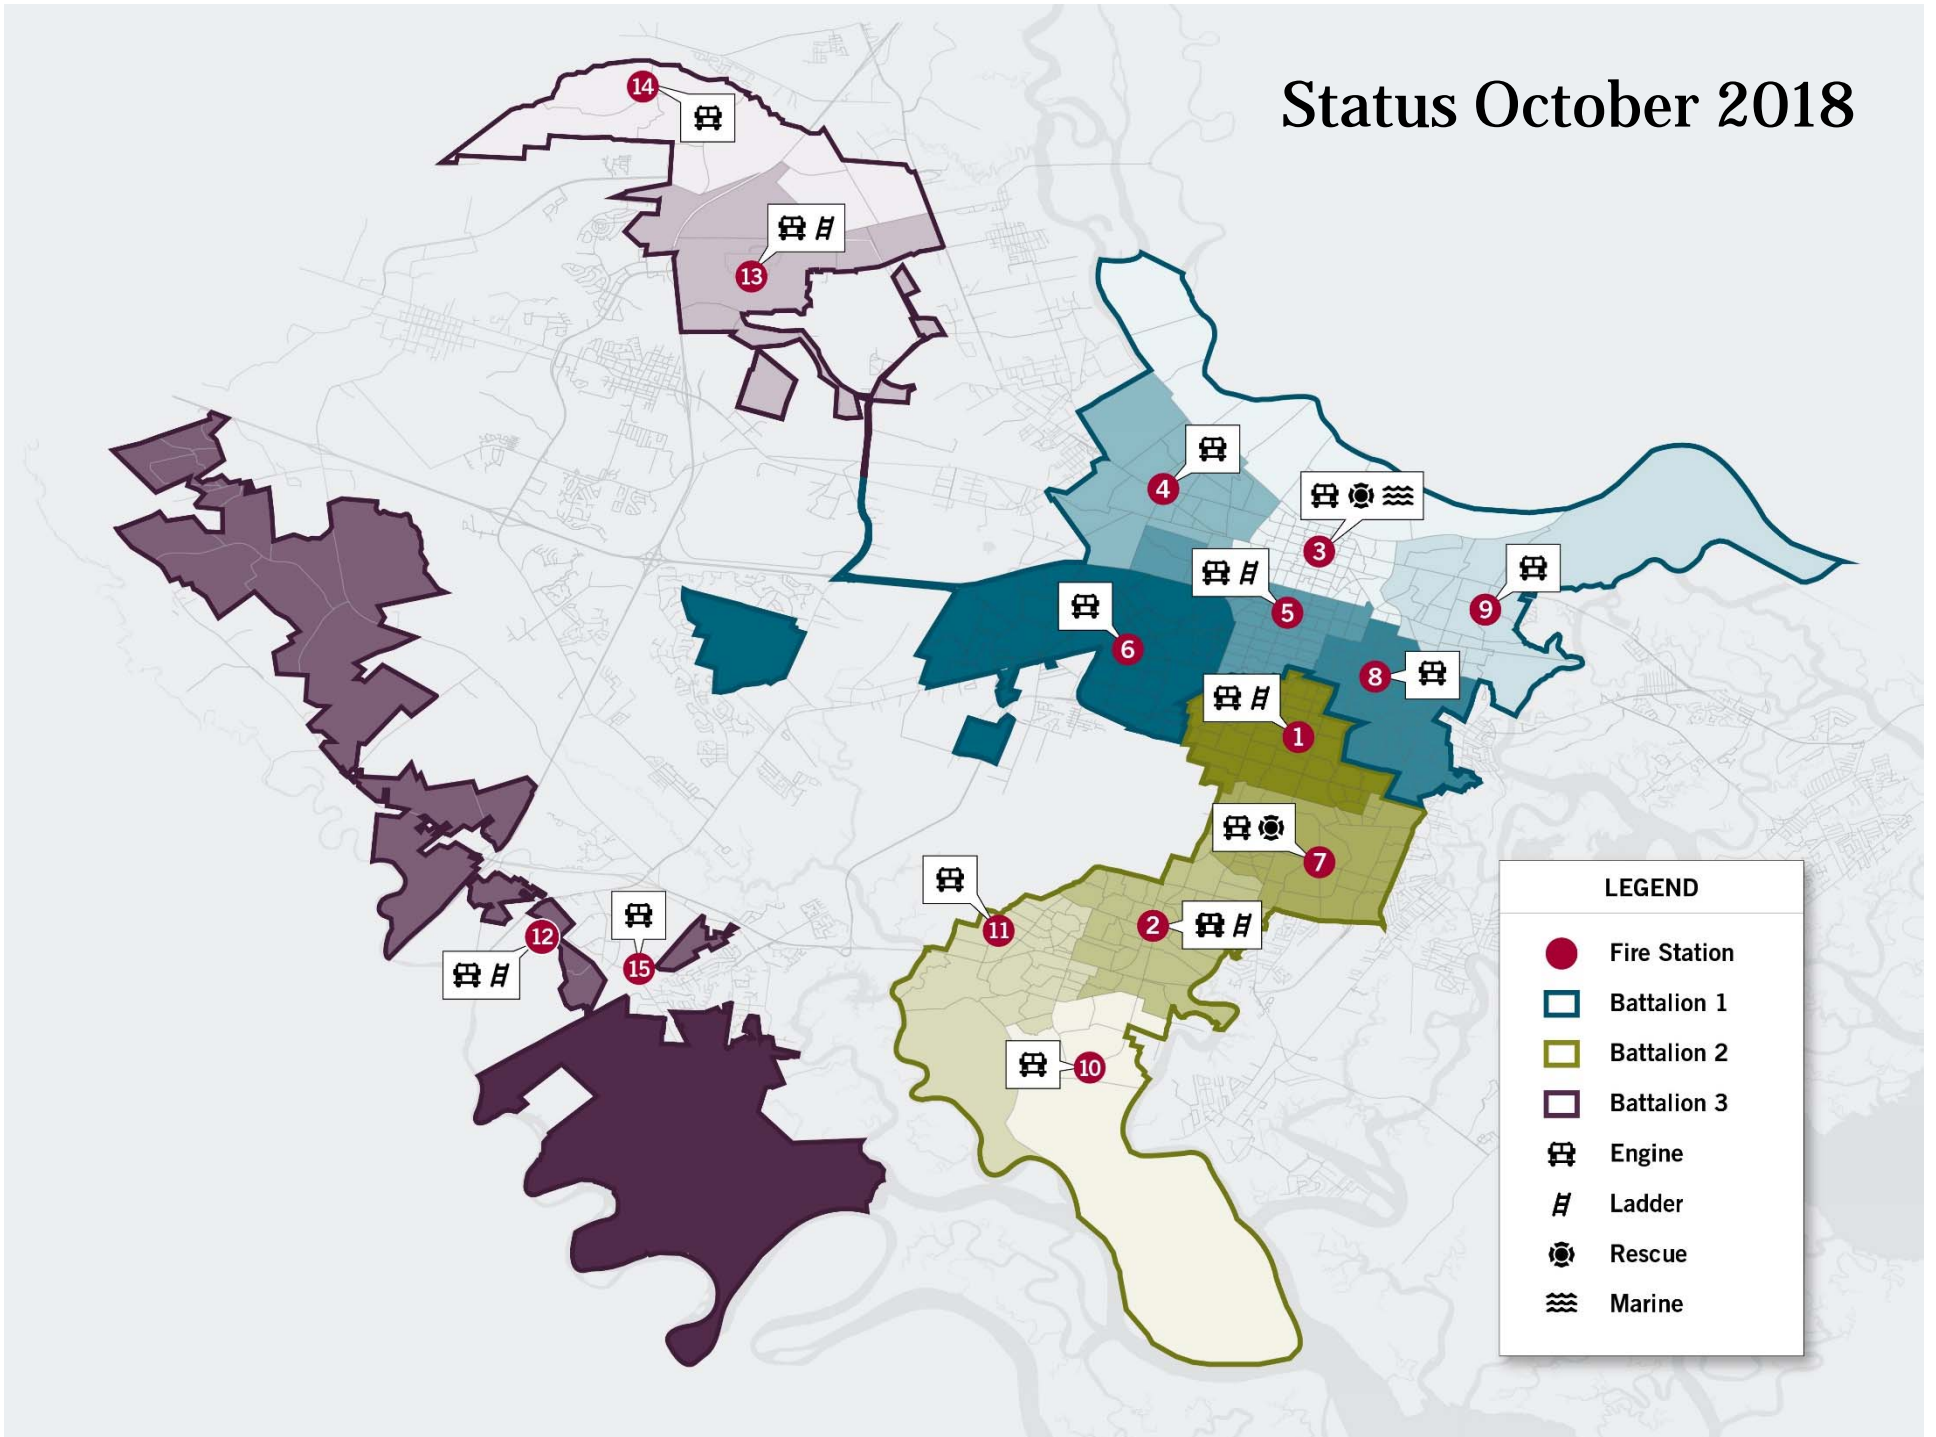 Status October 2018
14
13
4
3
9
5
6
8
1
7
11
2
12
15
10
LEGEND
Fire Station
Battalion 1
Battalion 2
Battalion 3
Engine
Ladder
Rescue
Marine